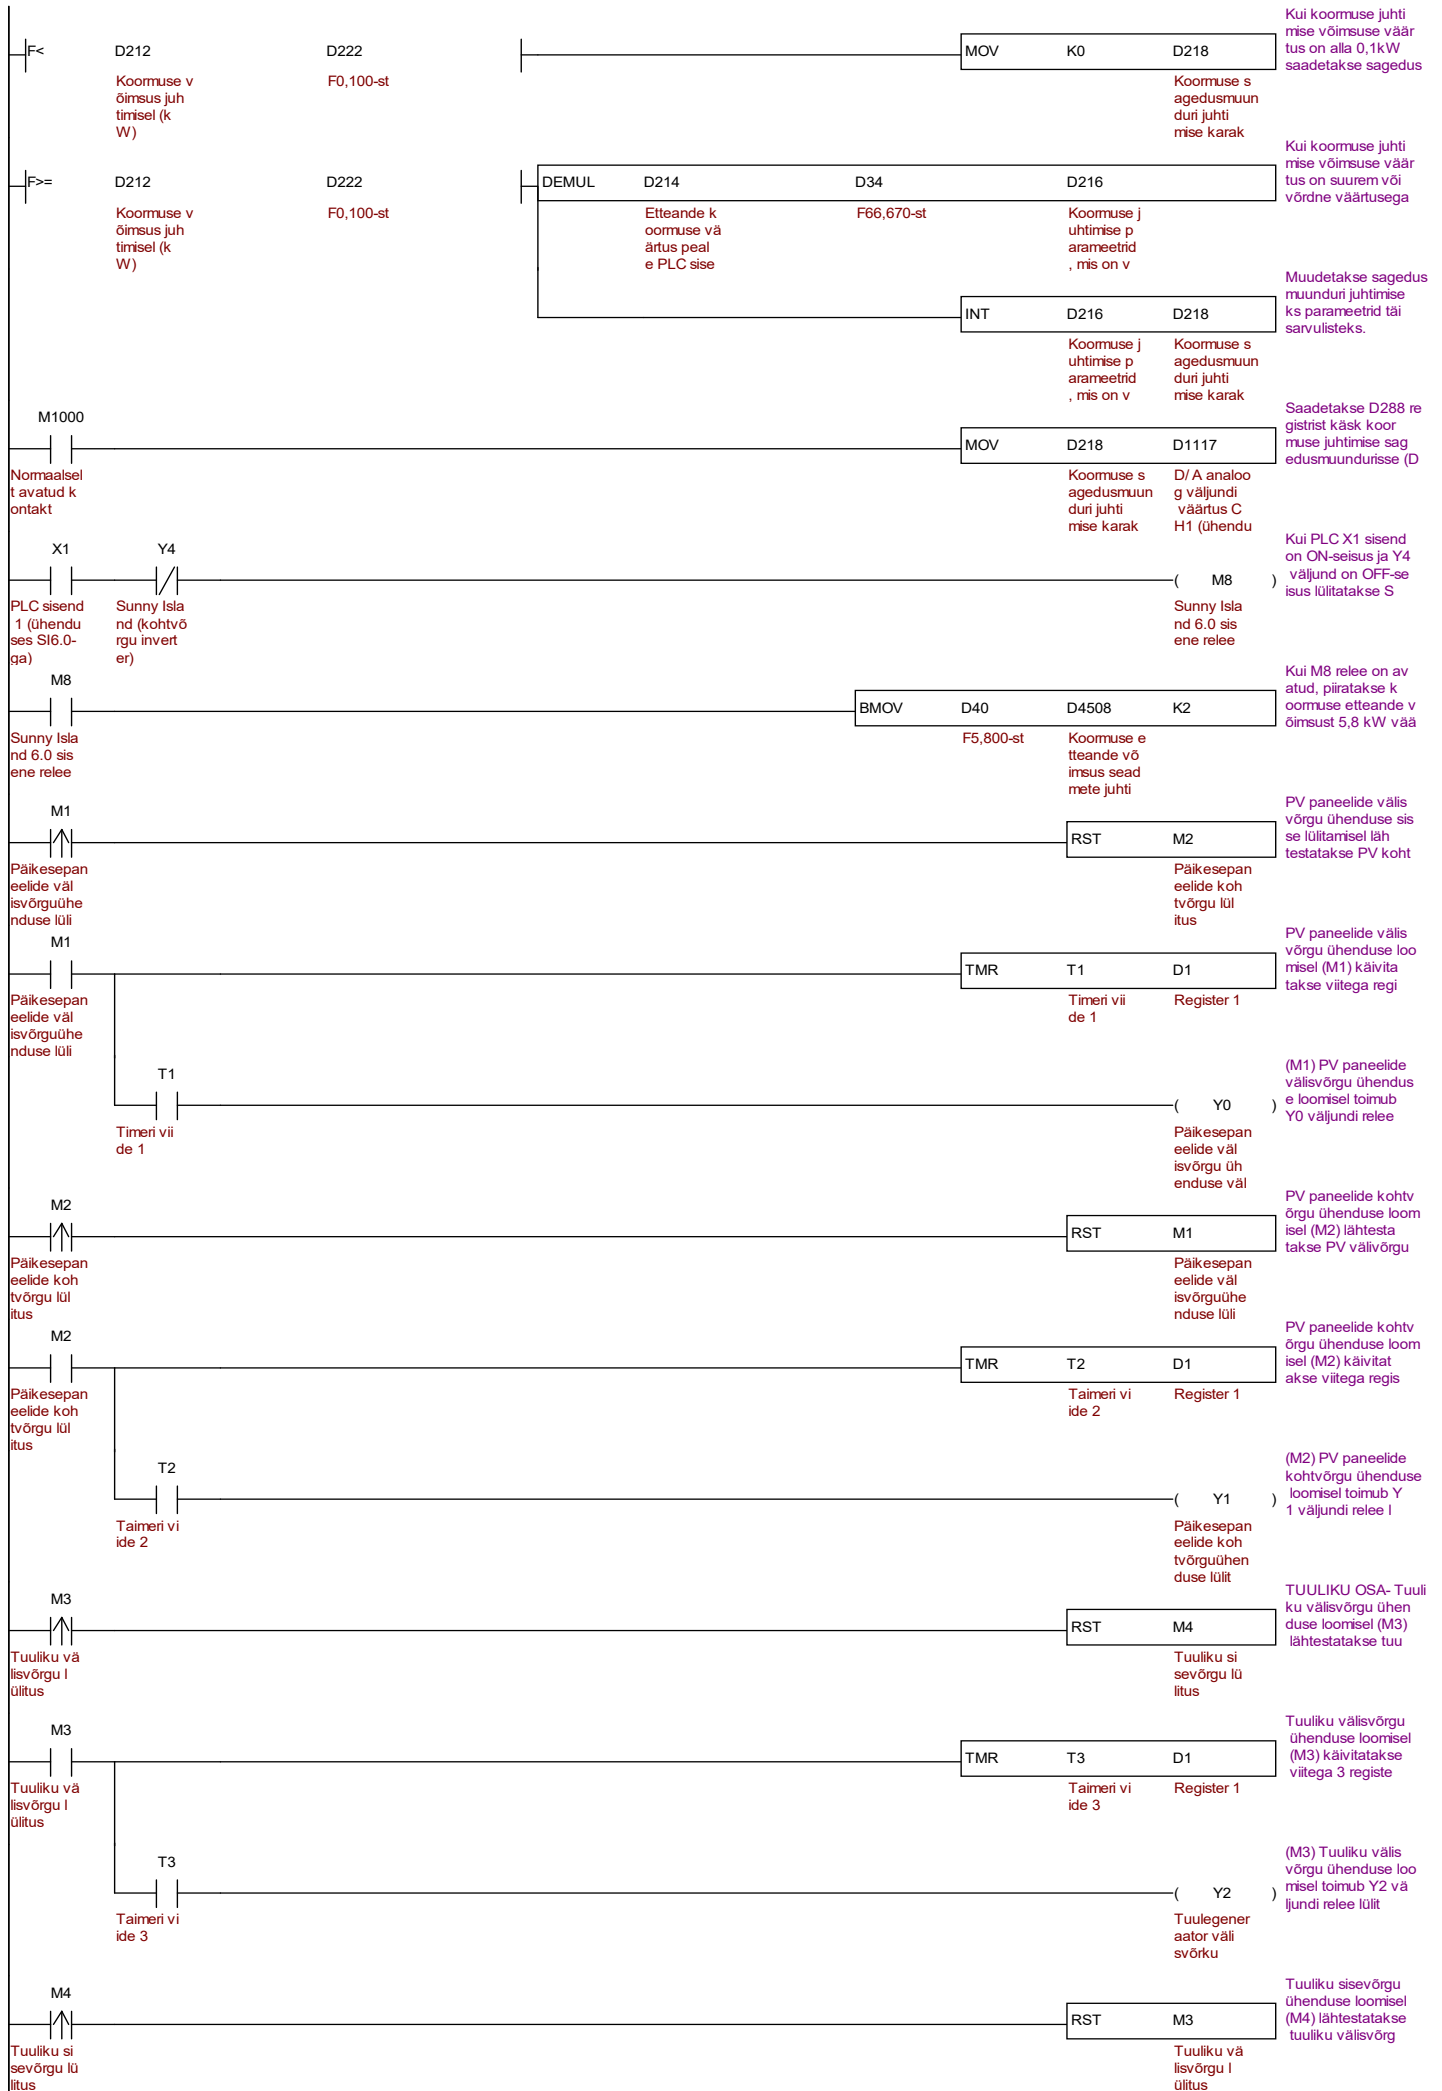 F< D212 D222 MOV K0 D218
Koormuse v
õimsus juh
timisel (k
W)
F0,100-st
Koormuse s
agedusmuun
duri juhti
mise karak
Kui koormuse juhti
mise võimsuse väär
tus on alla 0,1kW
saadetakse sagedus
F>= D212 D222 DEMUL D214 D34 D216
Koormuse v
õimsus juh
timisel (k
W)
F0,100-st
Etteande k
oormuse vä
ärtus peal
e PLC sise
F66,670-st
Koormuse j
uhtimise p
arameetrid
, mis on v
Kui koormuse juhti
mise võimsuse väär
tus on suurem või
võrdne väärtusega
INT D216 D218
Koormuse j
uhtimise p
arameetrid
, mis on v
Koormuse s
agedusmuun
duri juhti
mise karak
Muudetakse sagedus
muunduri juhtimise
ks parameetrid täi
sarvulisteks.
M1000
MOV D218 D1117
Normaalsel
t avatud k
ontakt
Koormuse s
agedusmuun
duri juhti
mise karak
D/ A analoo
g väljundi
väärtus C
H1 (ühendu
Saadetakse D288 re
gistrist käsk koor
muse juhtimise sag
edusmuundurisse (D
X1 Y4
( M8 )
PLC sisend
1 (ühendu
ses SI6.0-
ga)
Sunny Isla
nd (kohtvõ
rgu invert
er)
Sunny Isla
nd 6.0 sis
ene relee
Kui PLC X1 sisend
on ON-seisus ja Y4
väljund on OFF-se
isus lülitatakse S
M8
BMOV D40 D4508 K2
Sunny Isla
nd 6.0 sis
ene relee
F5,800-st
Koormuse e
tteande võ
imsus sead
mete juhti
Kui M8 relee on av
atud, piiratakse k
oormuse etteande v
õimsust 5,8 kW vää
M1
RST M2
Päikesepan
eelide väl
isvõrguühe
nduse lüli
Päikesepan
eelide koh
tvõrgu lül
itus
PV paneelide välis
võrgu ühenduse sis
se lülitamisel läh
testatakse PV koht
M1
TMR T1 D1
Päikesepan
eelide väl
isvõrguühe
nduse lüli
Timeri vii
de 1
Register 1
PV paneelide välis
võrgu ühenduse loo
misel (M1) käivita
takse viitega regi
T1
( Y0 )
Timeri vii
de 1
Päikesepan
eelide väl
isvõrgu üh
enduse väl
(M1) PV paneelide
välisvõrgu ühendus
e loomisel toimub
Y0 väljundi relee
M2
RST M1
Päikesepan
eelide koh
tvõrgu lül
itus
Päikesepan
eelide väl
isvõrguühe
nduse lüli
PV paneelide kohtv
õrgu ühenduse loom
isel (M2) lähtesta
takse PV välivõrgu
M2
TMR T2 D1
Päikesepan
eelide koh
tvõrgu lül
itus
Taimeri vi
ide 2
Register 1
PV paneelide kohtv
õrgu ühenduse loom
isel (M2) käivitat
akse viitega regis
T2
( Y1 )
Taimeri vi
ide 2
Päikesepan
eelide koh
tvõrguühen
duse lülit
(M2) PV paneelide
kohtvõrgu ühenduse
loomisel toimub Y
1 väljundi relee l
M3
RST M4
Tuuliku vä
lisvõrgu l
ülitus
Tuuliku si
sevõrgu lü
litus
TUULIKU OSA- Tuuli
ku välisvõrgu ühen
duse loomisel (M3)
lähtestatakse tuu
M3
TMR T3 D1
Tuuliku vä
lisvõrgu l
ülitus
Taimeri vi
ide 3
Register 1
Tuuliku välisvõrgu
ühenduse loomisel
(M3) käivitatakse
viitega 3 registe
T3
( Y2 )
Taimeri vi
ide 3
Tuulegener
aator väli
svõrku
(M3) Tuuliku välis
võrgu ühenduse loo
misel toimub Y2 vä
ljundi relee lülit
M4
RST M3
Tuuliku si
sevõrgu lü
litus
Tuuliku vä
lisvõrgu l
ülitus
Tuuliku sisevõrgu
ühenduse loomisel
(M4) lähtestatakse
tuuliku välisvõrg